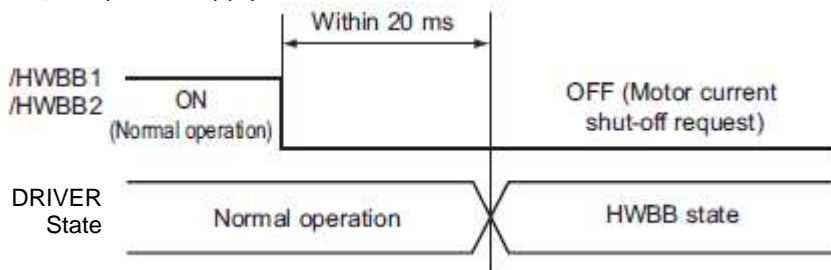 Within 20 ms
/HWBB1
/HWBB2
ON
(Normal operation)
OFF (Motor current
shut-off request)
DRIVER
State
Normal operation
HWBB state